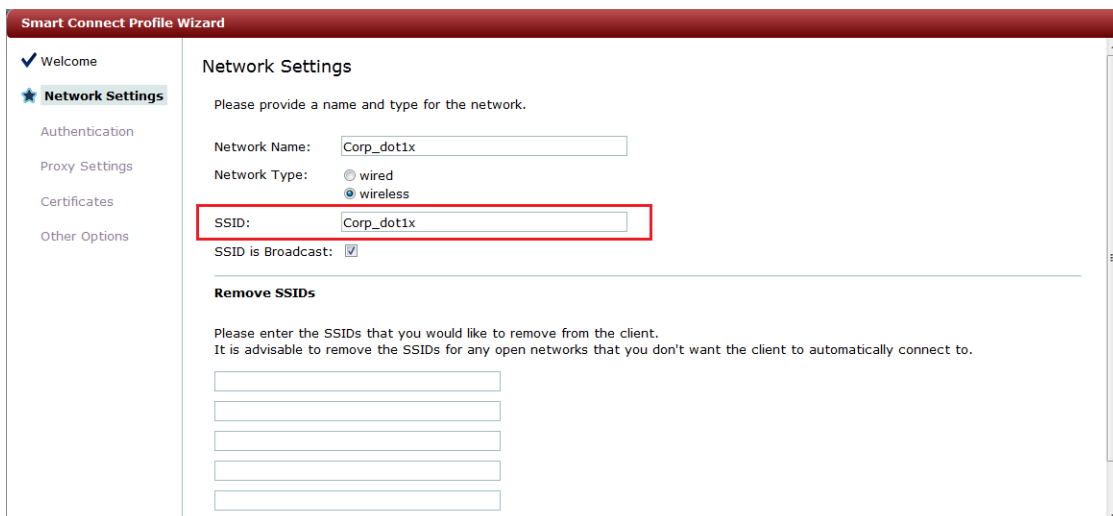 Smart Connect Profile Wizard
Welcome
Network Settings
Authentication
Proxy Settings
Certificates
Other Options
Network Settings
Please provide a name and type for the network.
Network Name: Corp_dot1x
Network Type: wired
wireless
SSID: Corp_dot1x
SSID is Broadcast:
Remove SSIDs
Please enter the SSIDs that you would like to remove from the client.
It is advisable to remove the SSIDs for any open networks that you don't want the client to automatically connect to.